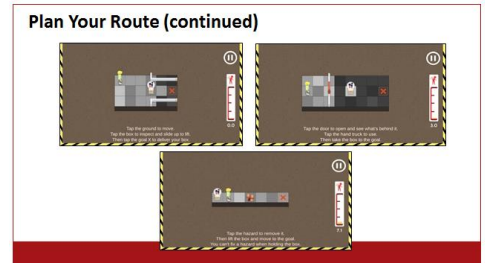 Plan Your Route (continued)
Tap the ground to move
Tap the box to inspect and slide up to lift.
Then tap the goal X to deliver your box.
Tap the door to open and see what's behind it.
Tap the hand truck to use.
Then take the box to the goal.
Tap the hazard to remove it.
Then lift the box and move to the goal.
You can't fix a hazard when holding the box.
7.1